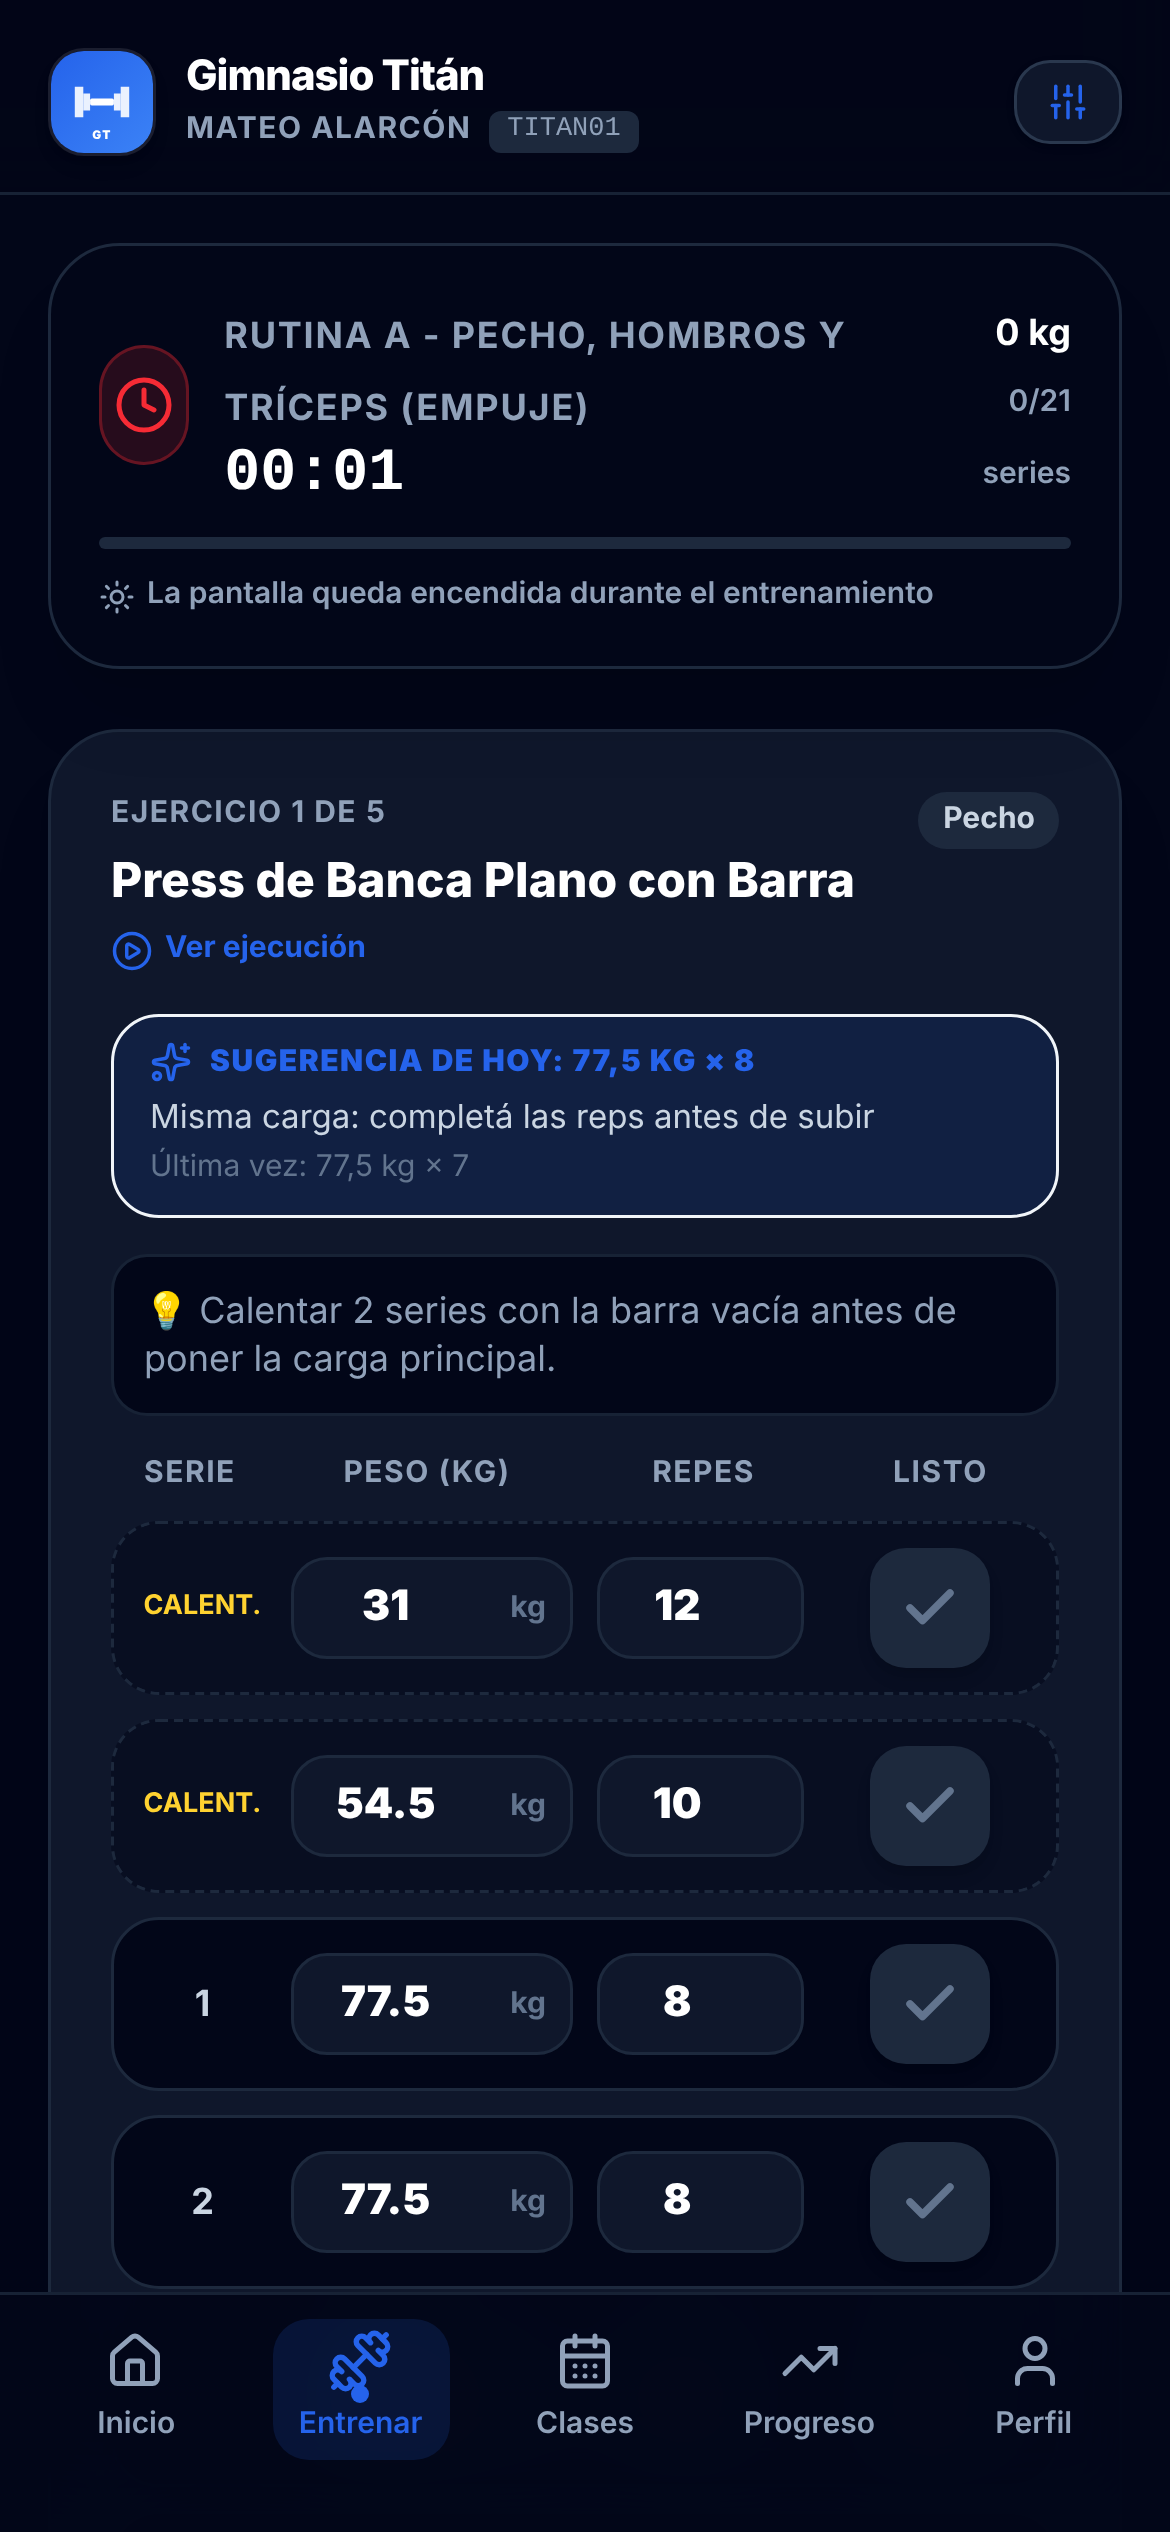 GT
Gimnasio Titán
MATEO ALARCÓN TITAN01
RUTINA A - PECHO, HOMBROS Y
TRÍCEPS (EMPUJE)
00:01
0 kg
0/21
series
La pantalla queda encendida durante el entrenamiento
EJERCICIO 1 DE 5
Pecho
Press de Banca Plano con Barra
Ver ejecución
SUGERENCIA DE HOY: 77,5 KG × 8
Misma carga: completá las reps antes de subir
Última vez: 77,5 kg × 7
💡 Calentar 2 series con la barra vacía antes de
poner la carga principal.
SERIE PESO (KG) REPES LISTO
CALENT. 31 kg 12
CALENT. 54.5 kg 10
1 77.5 kg 8
2 77.5 kg 8
Inicio Entrenar Clases Progreso Perfil